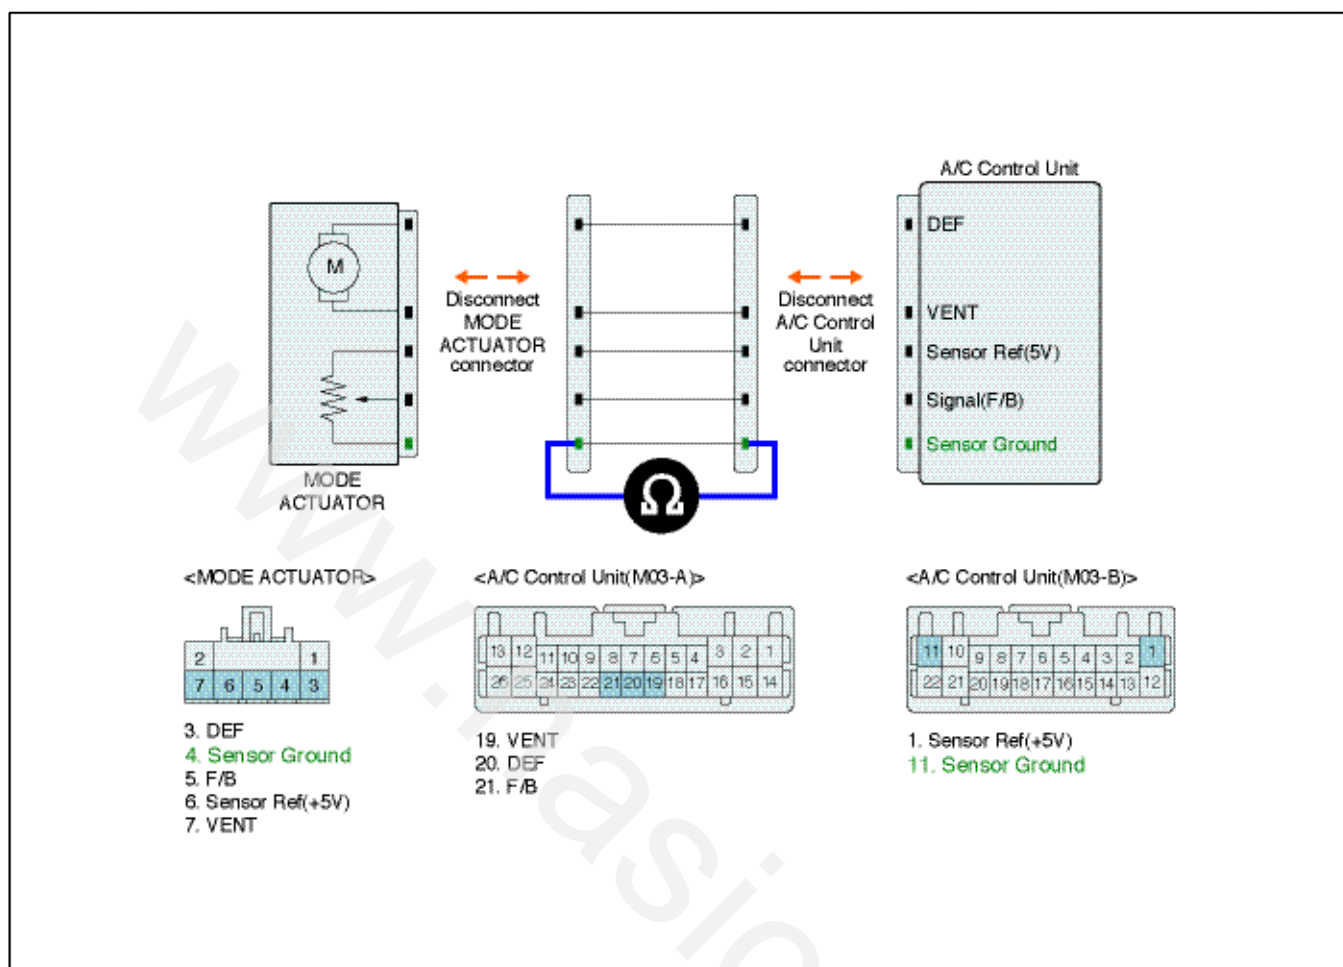 A/C Control Unit
DEF
VENT
Sensor Ref(5V)
Signal(F/B)
Sensor Ground
M
Disconnect
MODE
ACTUATOR
connector
Disconnect
A/C Control
Unit
connector
MODE
ACTUATOR
Ω
<MODE ACTUATOR>
2 1
7 6 5 4 3
3. DEF
4. Sensor Ground
5. F/B
6. Sensor Ref(+5V)
7. VENT
<A/C Control Unit(M03-A)>
13 12 11 10 9 8 7 6 5 4 3 2 1
26 25 24 23 22 21 20 19 18 17 16 15 14
19. VENT
20. DEF
21. F/B
<A/C Control Unit(M03-B)>
11 10 9 8 7 6 5 4 3 2 1
22 21 20 19 18 17 16 15 14 13 12
1. Sensor Ref(+5V)
11. Sensor Ground